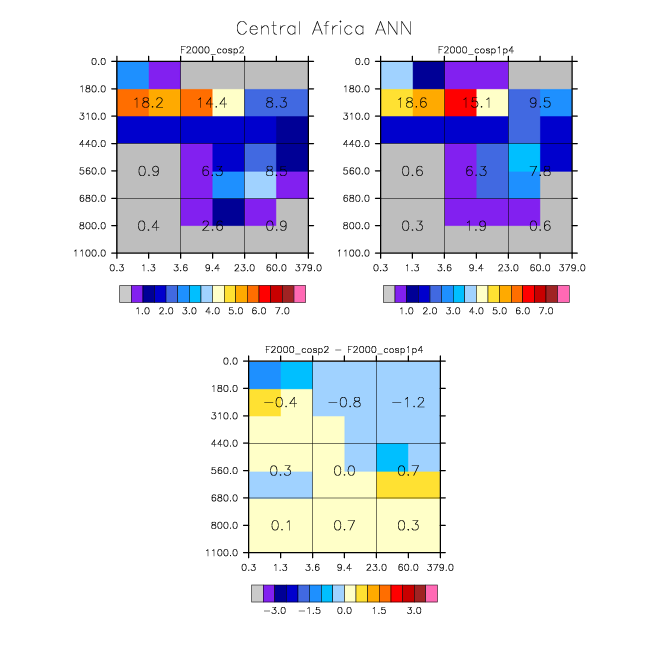 Central Africa ANN
F2000_cosp2
F2000_cosp1p4
0.0
180.0
310.0
440.0
560.0
680.0
800.0
1100.0
18.2 14.4 8.3
0.9 6.3 8.5
0.4 2.6 0.9
0.3 1.3 3.6 9.4 23.0 60.0 379.0
1.0 2.0 3.0 4.0 5.0 6.0 7.0
0.0
180.0
310.0
440.0
560.0
680.0
800.0
1100.0
18.6 15.1 9.5
0.6 6.3 7.8
0.3 1.9 0.6
0.3 1.3 3.6 9.4 23.0 60.0 379.0
1.0 2.0 3.0 4.0 5.0 6.0 7.0
F2000_cosp2 − F2000_cosp1p4
0.0
180.0
310.0
440.0
560.0
680.0
800.0
1100.0
−0.4 −0.8 −1.2
0.3 0.0 0.7
0.1 0.7 0.3
0.3 1.3 3.6 9.4 23.0 60.0 379.0
−3.0 −1.5 0.0 1.5 3.0